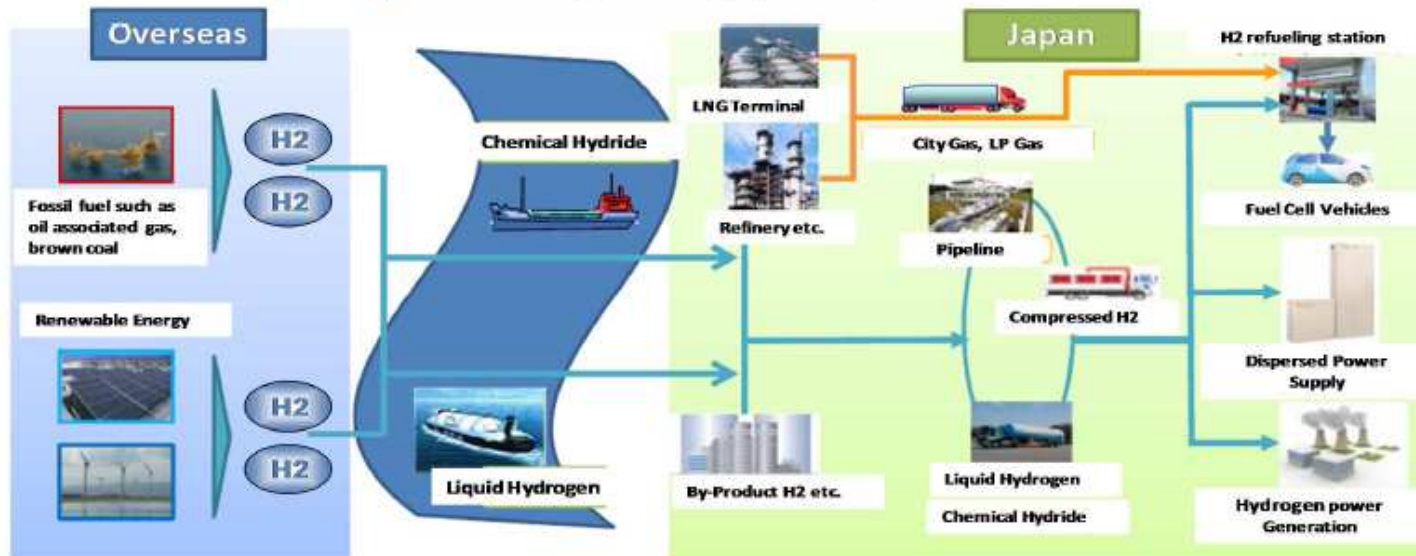 Overseas
Japan
H2 refueling station
H2
H2
Fossil fuel such as
oil associated gas,
brown coal
Chemical Hydride
LNG Terminal
City Gas, LP Gas
Refinery etc.
Pipeline
Fuel Cell Vehicles
Compressed H2
Renewable Energy
Dispersed Power
Supply
H2
H2
Liquid Hydrogen
By-Product H2 etc.
Liquid Hydrogen
Chemical Hydride
Hydrogen power
Generation